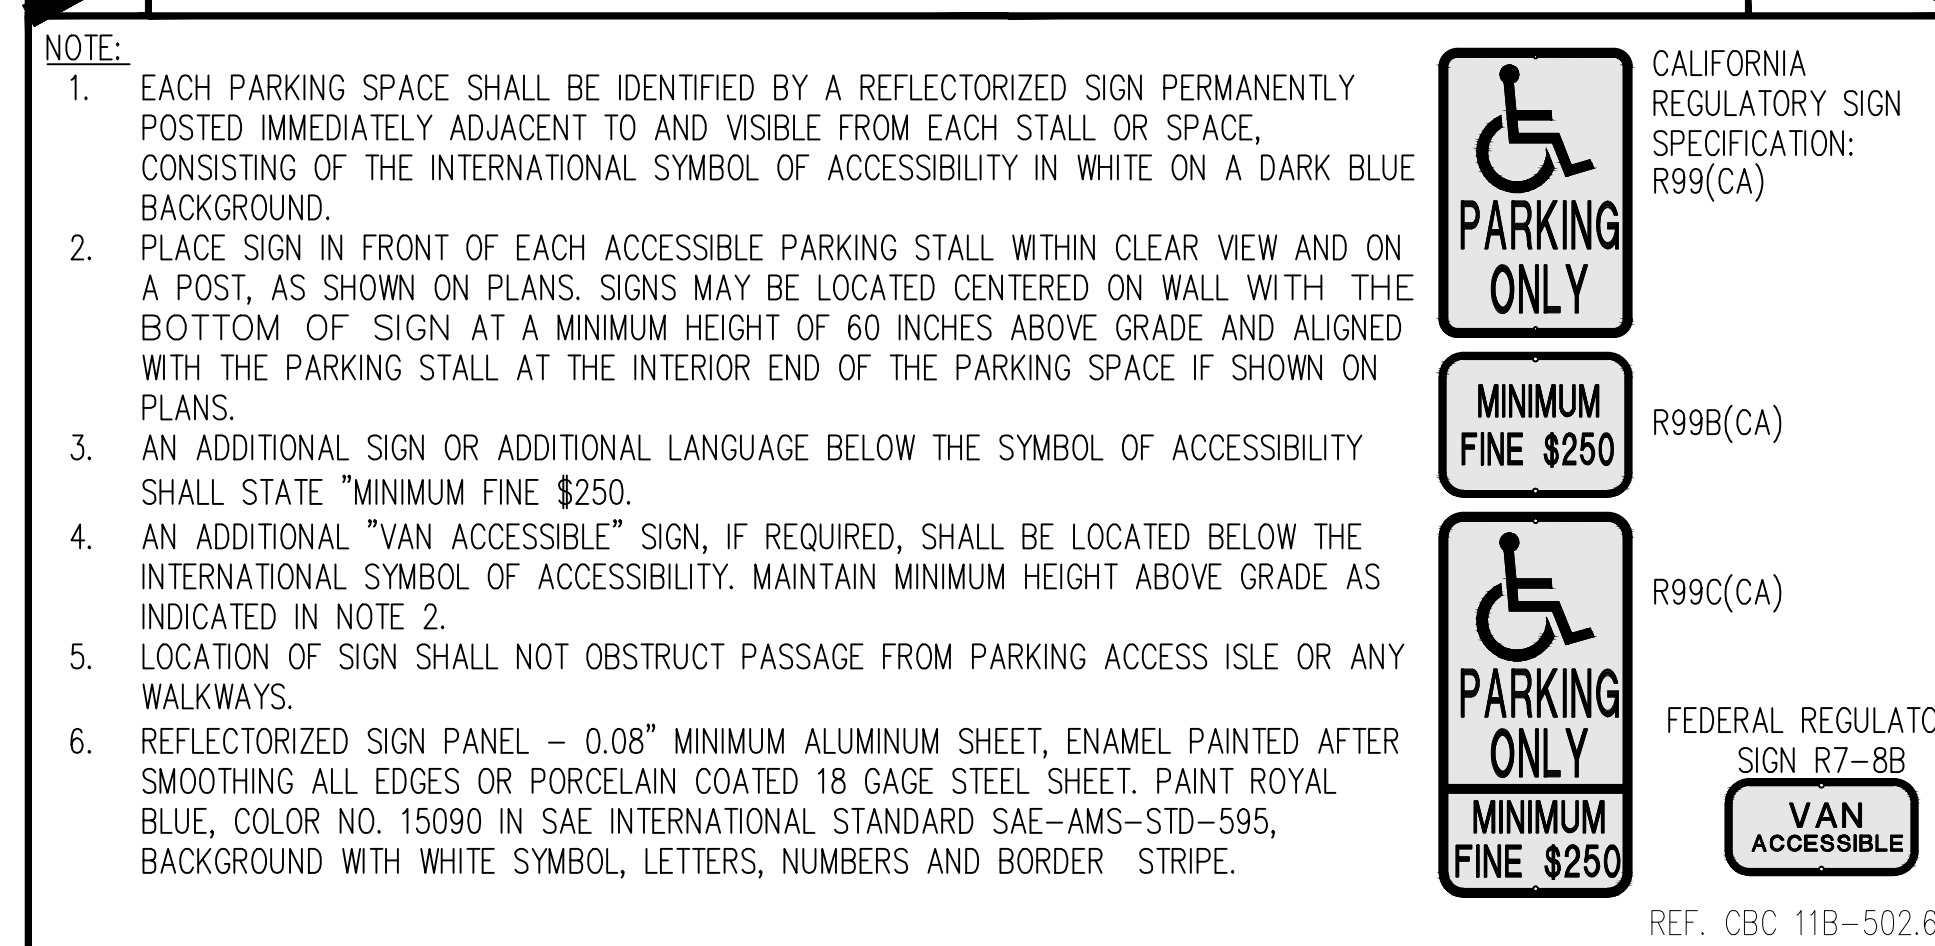 NOTE:
1. EACH PARKING SPACE SHALL BE IDENTIFIED BY A REFLECTORIZED SIGN PERMANENTLY
POSTED IMMEDIATELY ADJACENT TO AND VISIBLE FROM EACH STALL OR SPACE,
CONSISTING OF THE INTERNATIONAL SYMBOL OF ACCESSIBILITY IN WHITE ON A DARK BLUE
BACKGROUND.
2. PLACE SIGN IN FRONT OF EACH ACCESSIBLE PARKING STALL WITHIN CLEAR VIEW AND ON
A POST, AS SHOWN ON PLANS. SIGNS MAY BE LOCATED CENTERED ON WALL WITH THE
BOTTOM OF SIGN AT A MINIMUM HEIGHT OF 60 INCHES ABOVE GRADE AND ALIGNED
WITH THE PARKING STALL AT THE INTERIOR END OF THE PARKING SPACE IF SHOWN ON
PLANS.
3. AN ADDITIONAL SIGN OR ADDITIONAL LANGUAGE BELOW THE SYMBOL OF ACCESSIBILITY
SHALL STATE "MINIMUM FINE $250.
4. AN ADDITIONAL "VAN ACCESSIBLE" SIGN, IF REQUIRED, SHALL BE LOCATED BELOW THE
INTERNATIONAL SYMBOL OF ACCESSIBILITY. MAINTAIN MINIMUM HEIGHT ABOVE GRADE AS
INDICATED IN NOTE 2.
5. LOCATION OF SIGN SHALL NOT OBSTRUCT PASSAGE FROM PARKING ACCESS ISLE OR ANY
WALKWAYS.
6. REFLECTORIZED SIGN PANEL – 0.08" MINIMUM ALUMINUM SHEET, ENAMEL PAINTED AFTER
SMOOTHING ALL EDGES OR PORCELAIN COATED 18 GAGE STEEL SHEET. PAINT ROYAL
BLUE, COLOR NO. 15090 IN SAE INTERNATIONAL STANDARD SAE-AMS-STD-595,
BACKGROUND WITH WHITE SYMBOL, LETTERS, NUMBERS AND BORDER STRIPE.
PARKING
ONLY
CALIFORNIA
REGULATORY SIGN
SPECIFICATION:
R99(CA)
MINIMUM
FINE $250
R99B(CA)
PARKING
ONLY
MINIMUM
FINE $250
R99C(CA)
FEDERAL REGULATO
SIGN R7-8B
VAN
ACCESSIBLE
REF. CBC 11B-502.6